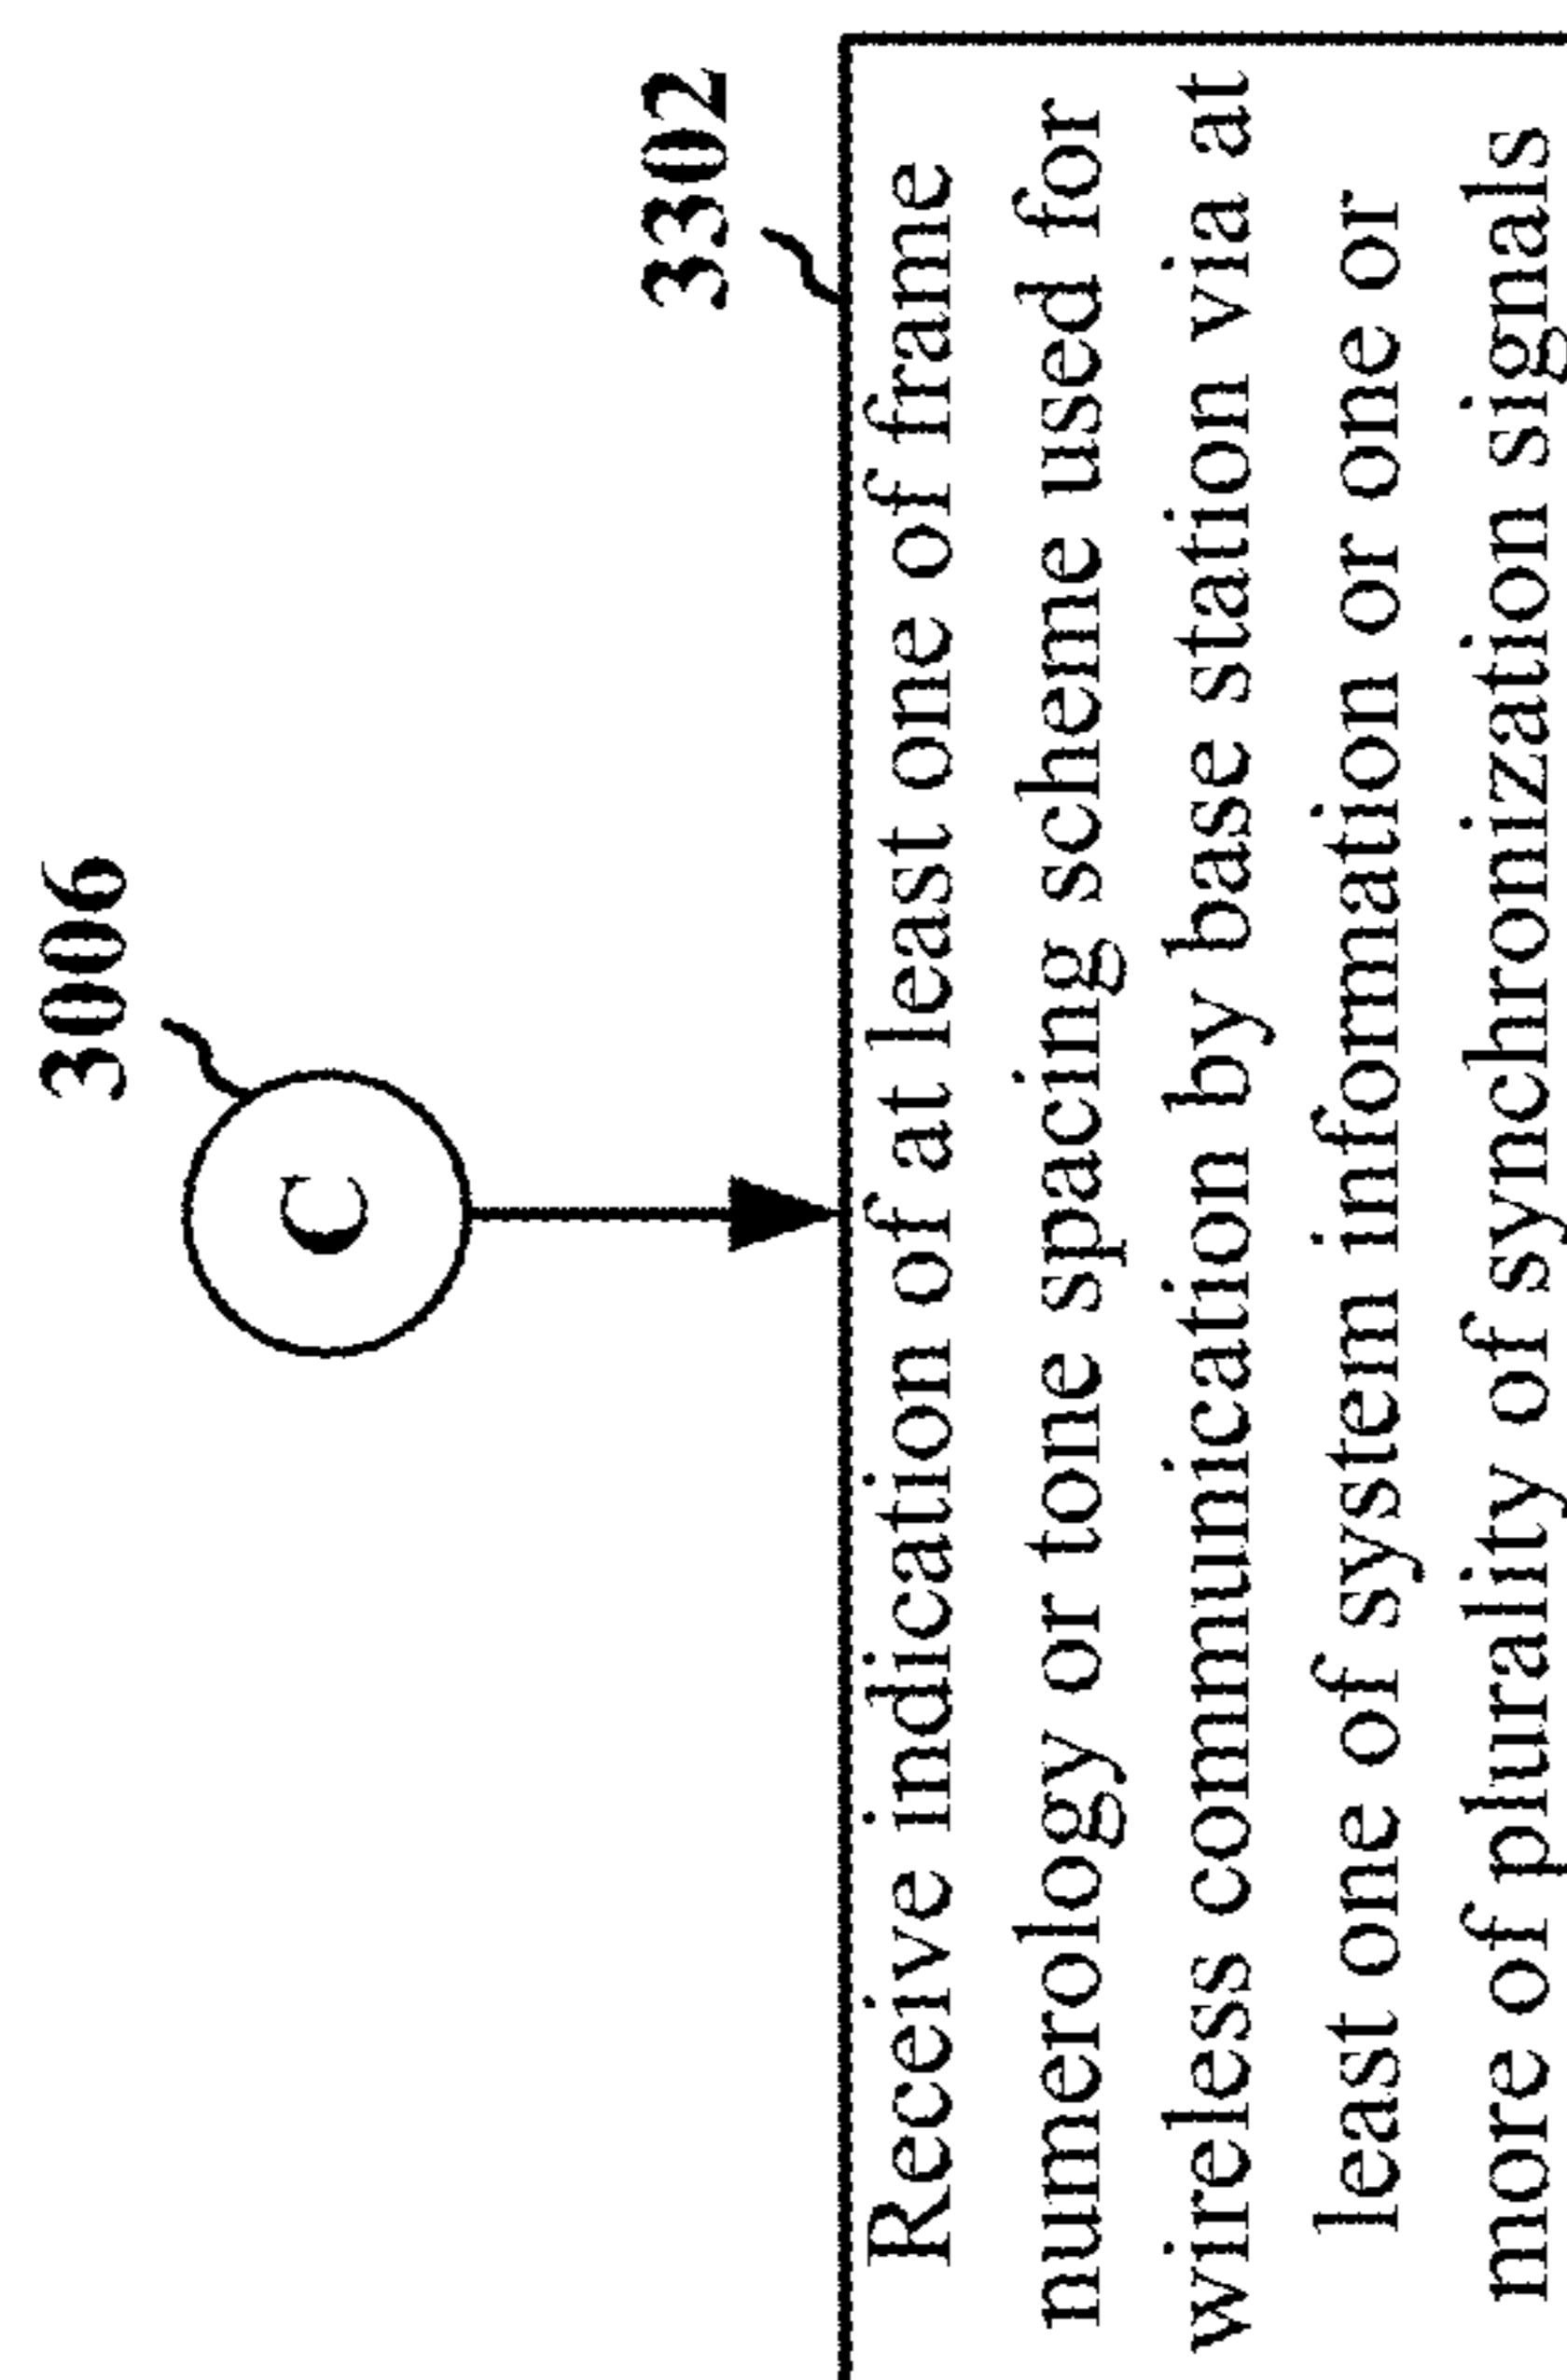 3006
C
3302
Receive indication of at least one of frame
numerology or tone spacing scheme used for
wireless communication by base station via at
least one of system information or one or
more of plurality of synchronization signals